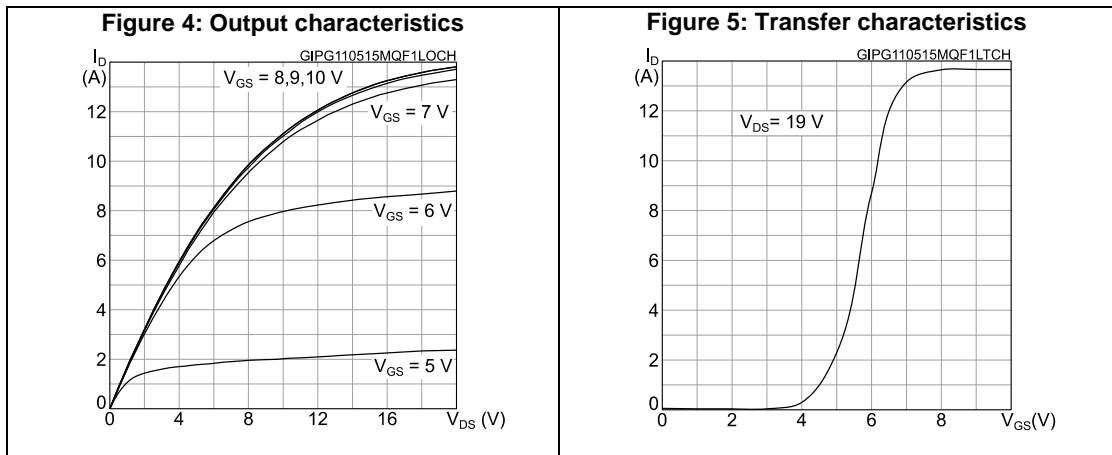 Figure 4: Output characteristics
GIPG110515MQF1LOCH
I_D
(A)
V_GS = 8,9,10 V
12
V_GS = 7 V
10
8
V_GS = 6 V
6
4
2
V_GS = 5 V
0
0 4 8 12 16 V_DS (V)
Figure 5: Transfer characteristics
GIPG110515MQF1LTCH
I_D
(A)
12
V_DS= 19 V
10
8
6
4
2
0
0 2 4 6 8 V_GS(V)